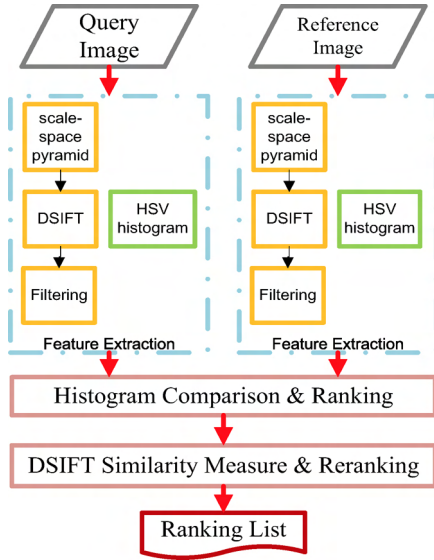 Query
Image
Reference
Image
scale-
space
pyramid
DSIFT
HSV
histogram
Filtering
Feature Extraction
scale-
space
pyramid
DSIFT
HSV
histogram
Filtering
Feature Extraction
Histogram Comparison & Ranking
DSIFT Similarity Measure & Reranking
Ranking List